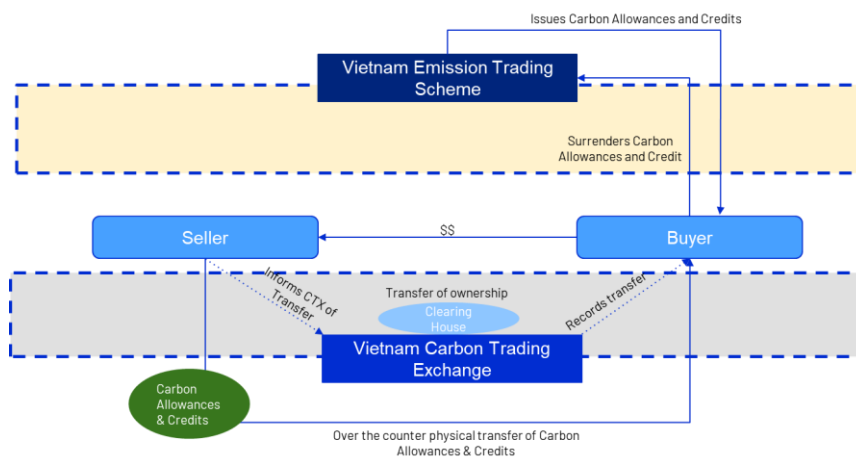 Issues Carbon Allowances and Credits
Vietnam Emission Trading
Scheme
Surrenders Carbon
Allowances and Credit
Seller
$$
Buyer
Informs CTX of
Transfer
Transfer of ownership
Clearing
House
Records transfer
Vietnam Carbon Trading
Exchange
Carbon
Allowances
& Credits
Over the counter physical transfer of Carbon
Allowances & Credits